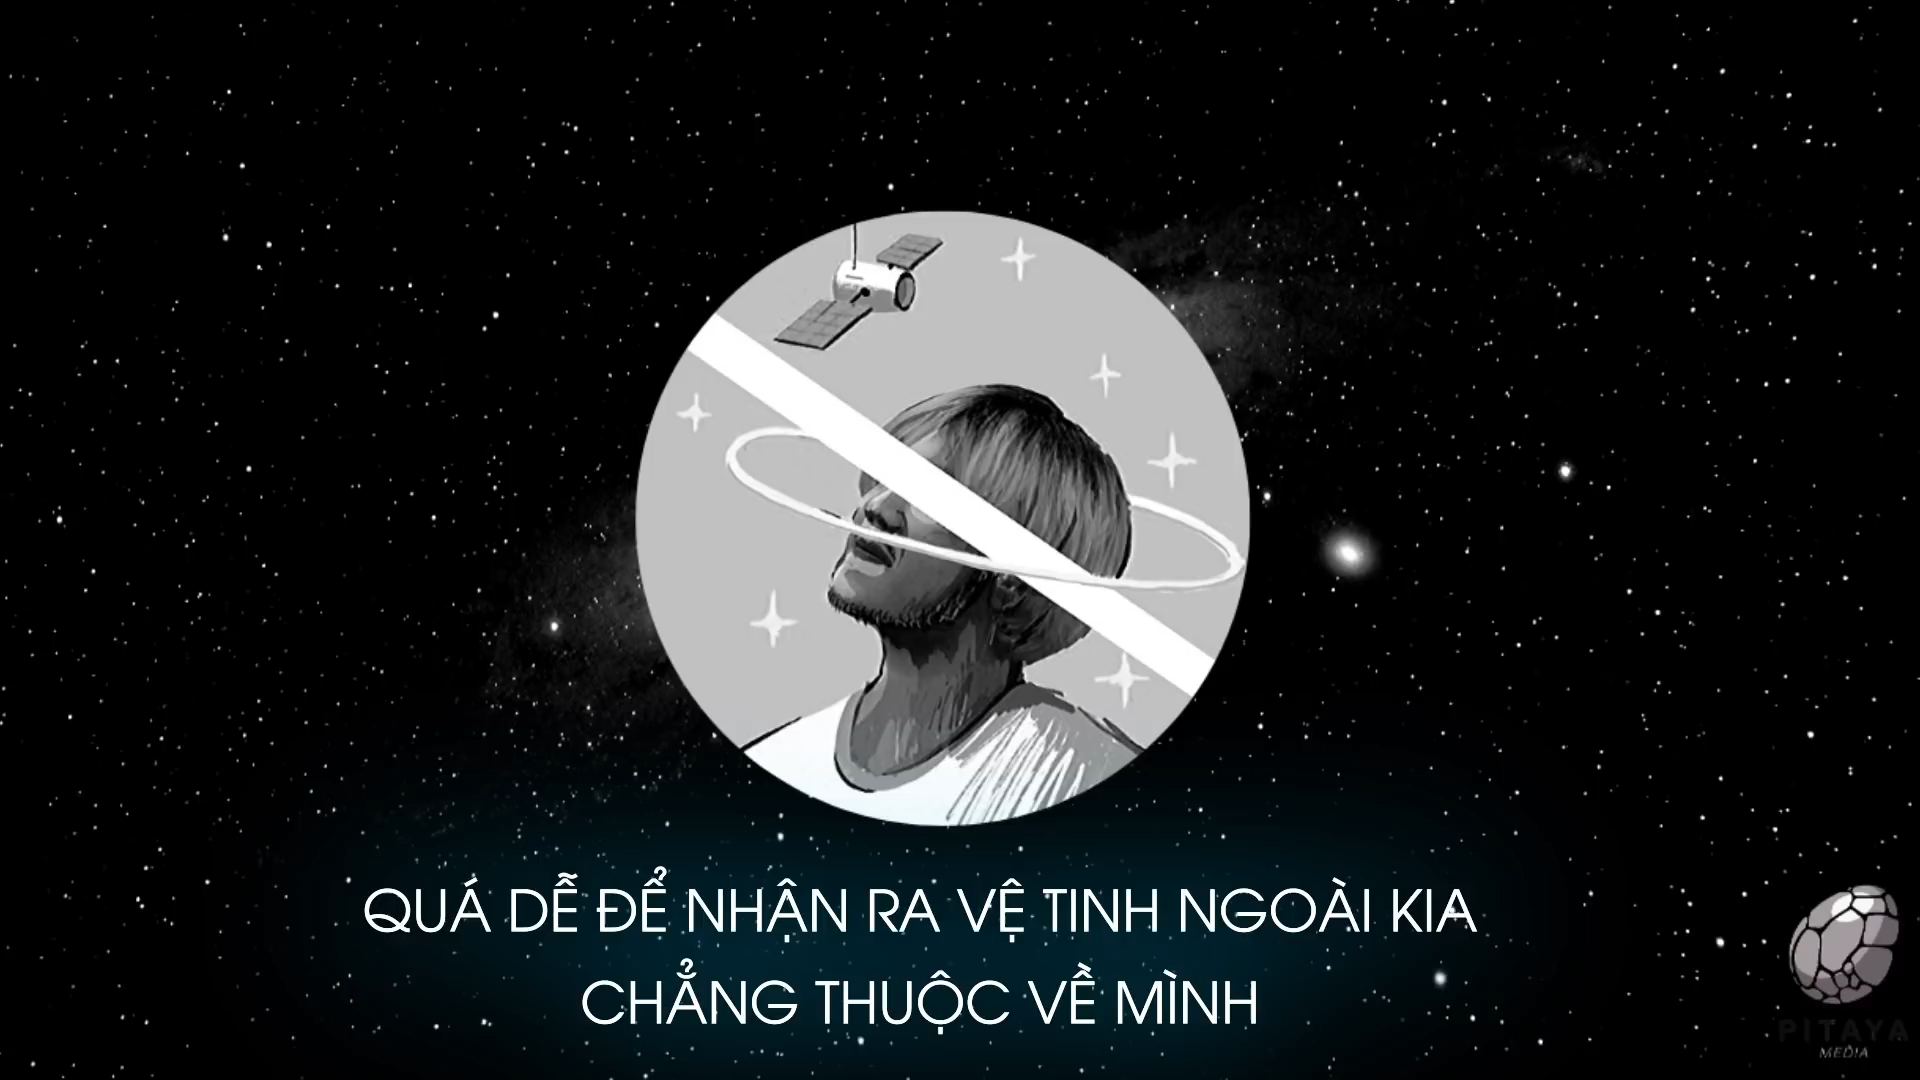 QUÁ DỄ ĐỂ NHẬN RA VỆ TINH NGOÀI KIA
CHẲNG THUỘC VỀ MÌNH
PITAYA
MEDIA